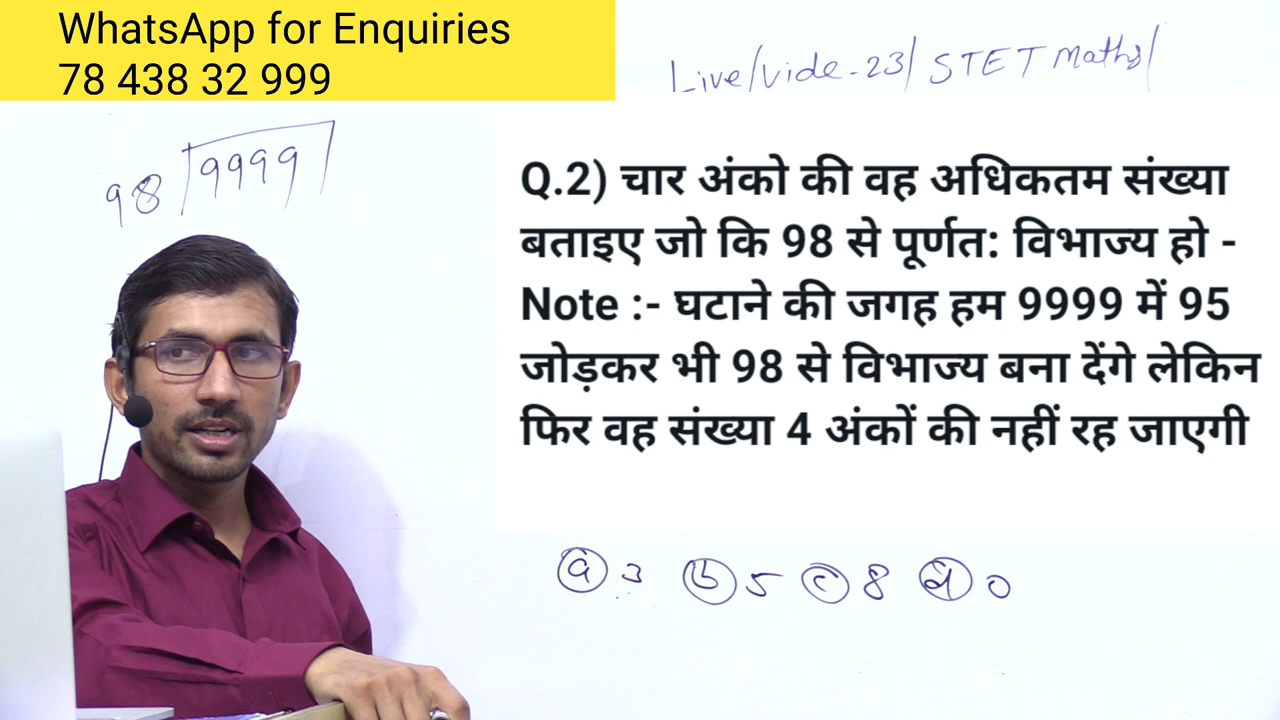 WhatsApp for Enquiries
78 438 32 999
Live/vide-23/ STET Maths/
98 9999
Q.2) चार अंको की वह अधिकतम संख्या
बताइए जो कि 98 से पूर्णत: विभाज्य हो -
Note :- घटाने की जगह हम 9999 में 95
जोड़कर भी 98 से विभाज्य बना देंगे लेकिन
फिर वह संख्या 4 अंकों की नहीं रह जाएगी
a 3 b 5 c 8 d 0